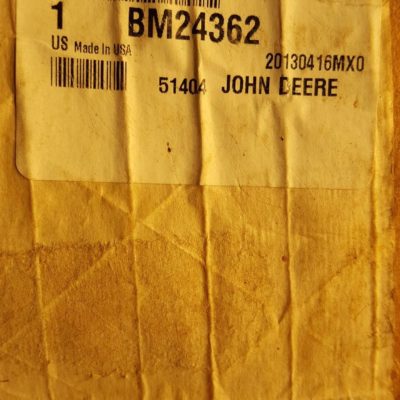 1 BM24362
US Made In USA
20130416MX0
51404 JOHN DEERE